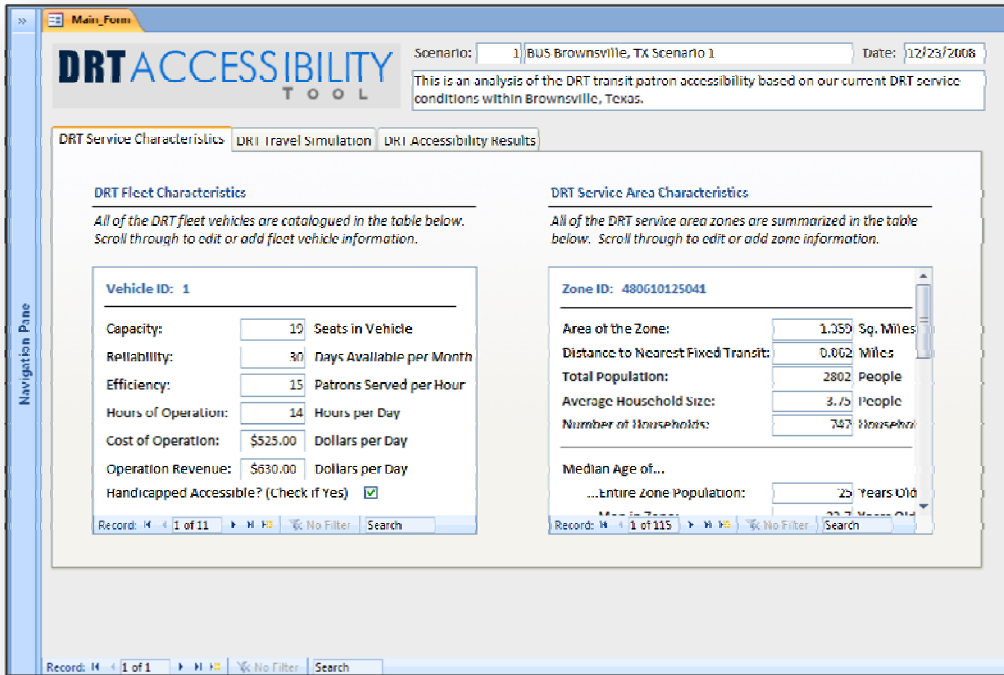 Main_Form
DRT ACCESSIBILITY
TOOL
Scenario: 1 BUS Brownsville, TX Scenario 1 Date: 12/23/2008
This is an analysis of the DRT transit patron accessibility based on our current DRT service
conditions within Brownsville, Texas.
DRT Service Characteristics DRT Travel Simulation DRT Accessibility Results
DRT Fleet Characteristics
All of the DRT fleet vehicles are catalogued in the table below.
Scroll through to edit or add fleet vehicle information.
Vehicle ID: 1
Capacity: 19 Seats in Vehicle
Reliability: 30 Days Available per Month
Efficiency: 15 Patrons Served per Hour
Hours of Operation: 14 Hours per Day
Cost of Operation: $525.00 Dollars per Day
Operation Revenue: $630.00 Dollars per Day
Handicapped Accessible? (Check if Yes)
Record: 1 of 11 No Filter Search
DRT Service Area Characteristics
All of the DRT service area zones are summarized in the table
below. Scroll through to edit or add zone information.
Zone ID: 480610125041
Area of the Zone: Sq. Miles
Distance to Nearest Fixed Transit: 0.062 Miles
Total Population: 2802 People
Average Household Size: 3.75 People
Number of Households: 747 Househol
Median Age of...
...Entire Zone Population: 25 Years Old
Record: 1 of 115 No Filter Search
Navigation Pane
Record: 1 of 1 No Filter Search